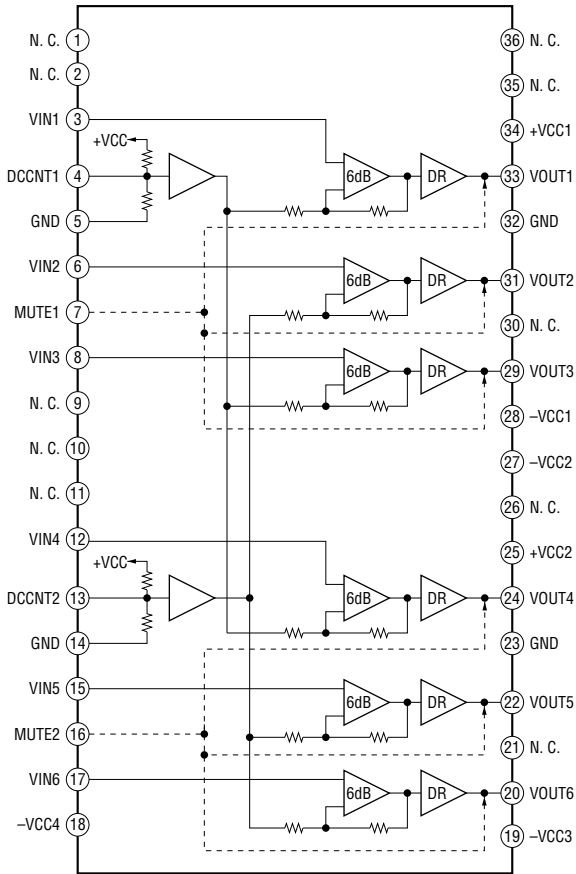 N. C. 1
N. C. 2
VIN1 3
+VCC
DCCNT1 4
GND 5
VIN2 6
MUTE1 7
VIN3 8
N. C. 9
N. C. 10
N. C. 11
VIN4 12
+VCC
DCCNT2 13
GND 14
VIN5 15
MUTE2 16
VIN6 17
–VCC4 18
6dB DR
6dB DR
6dB DR
6dB DR
6dB DR
6dB DR
36 N. C.
35 N. C.
34 +VCC1
33 VOUT1
32 GND
31 VOUT2
30 N. C.
29 VOUT3
28 –VCC1
27 –VCC2
26 N. C.
25 +VCC2
24 VOUT4
23 GND
22 VOUT5
21 N. C.
20 VOUT6
19 –VCC3